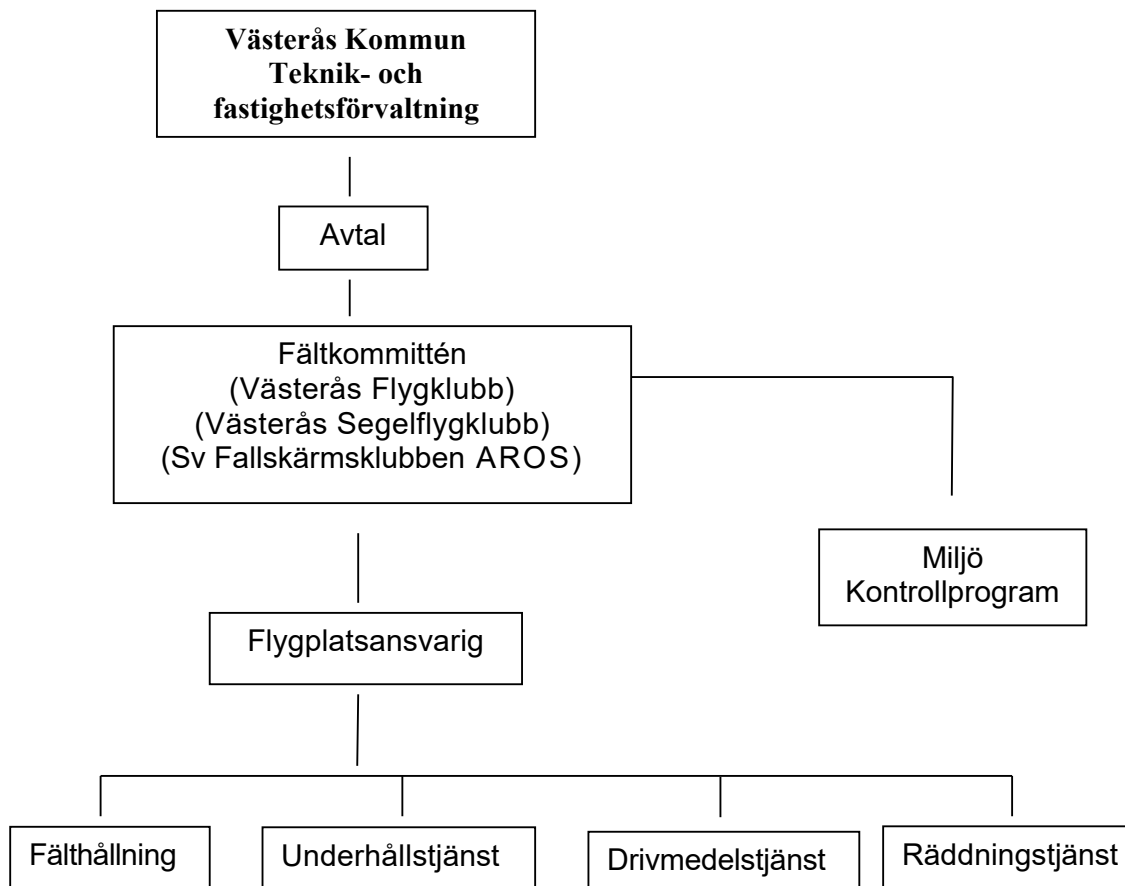 Västerås Kommun
Teknik- och
fastighetsförvaltning
Avtal
Fältkommittén
(Västerås Flygklubb)
(Västerås Segelflygklubb)
(Sv Fallskärmsklubben AROS)
Miljö
Kontrollprogram
Flygplatsansvarig
Fälthållning
Underhållstjänst
Drivmedelstjänst
Räddningstjänst